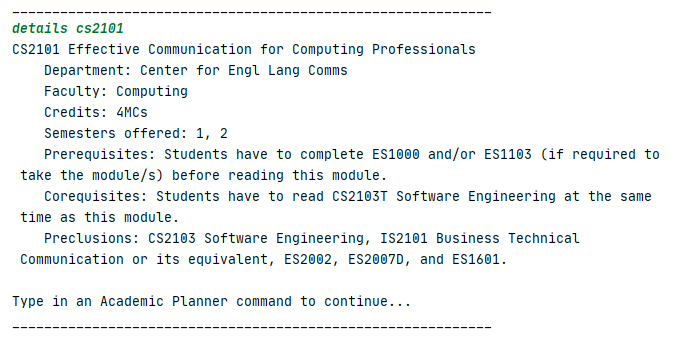 ____________________________________________________________
details cs2101
CS2101 Effective Communication for Computing Professionals
    Department: Center for Engl Lang Comms
    Faculty: Computing
    Credits: 4MCs
    Semesters offered: 1, 2
    Prerequisites: Students have to complete ES1000 and/or ES1103 (if required to
 take the module/s) before reading this module.
    Corequisites: Students have to read CS2103T Software Engineering at the same
 time as this module.
    Preclusions: CS2103 Software Engineering, IS2101 Business Technical
 Communication or its equivalent, ES2002, ES2007D, and ES1601.

Type in an Academic Planner command to continue...
____________________________________________________________